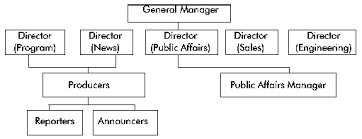 General Manager
Director
(Program)
Director
(News)
Director
(Public Affairs)
Director
(Sales)
Director
(Engineering)
Producers
Public Affairs Manager
Reporters
Announcers